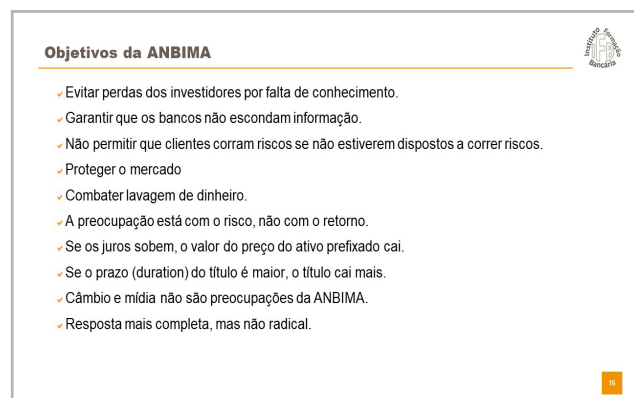 Instituto Formação
Bancária
Objetivos da ANBIMA
Evitar perdas dos investidores por falta de conhecimento.
Garantir que os bancos não escondam informação.
Não permitir que clientes corram riscos se não estiverem dispostos a correr riscos.
Proteger o mercado
Combater lavagem de dinheiro.
A preocupação está com o risco, não com o retorno.
Se os juros sobem, o valor do preço do ativo prefixado cai.
Se o prazo (duration) do título é maior, o título cai mais.
Câmbio e mídia não são preocupações da ANBIMA.
Resposta mais completa, mas não radical.
16